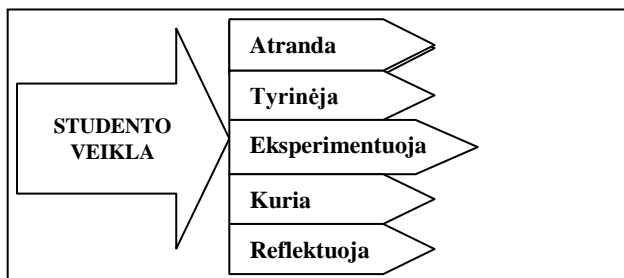 STUDENTO
VEIKLA
Atranda
Tyrinėja
Eksperimentuoja
Kuria
Reflektuoja